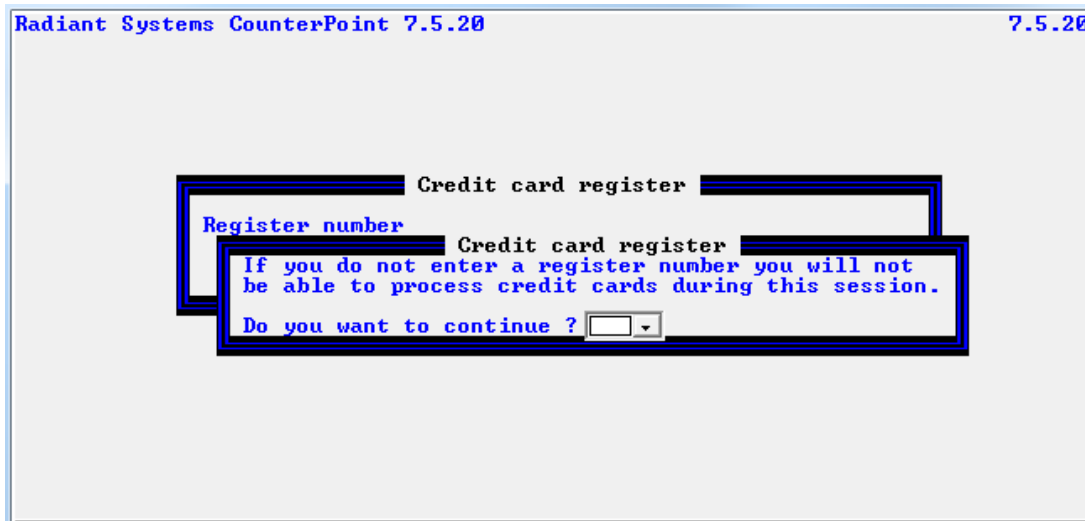 Radiant Systems CounterPoint 7.5.20 7.5.20
Credit card register
Register number
Credit card register
If you do not enter a register number you will not
be able to process credit cards during this session.
Do you want to continue ?